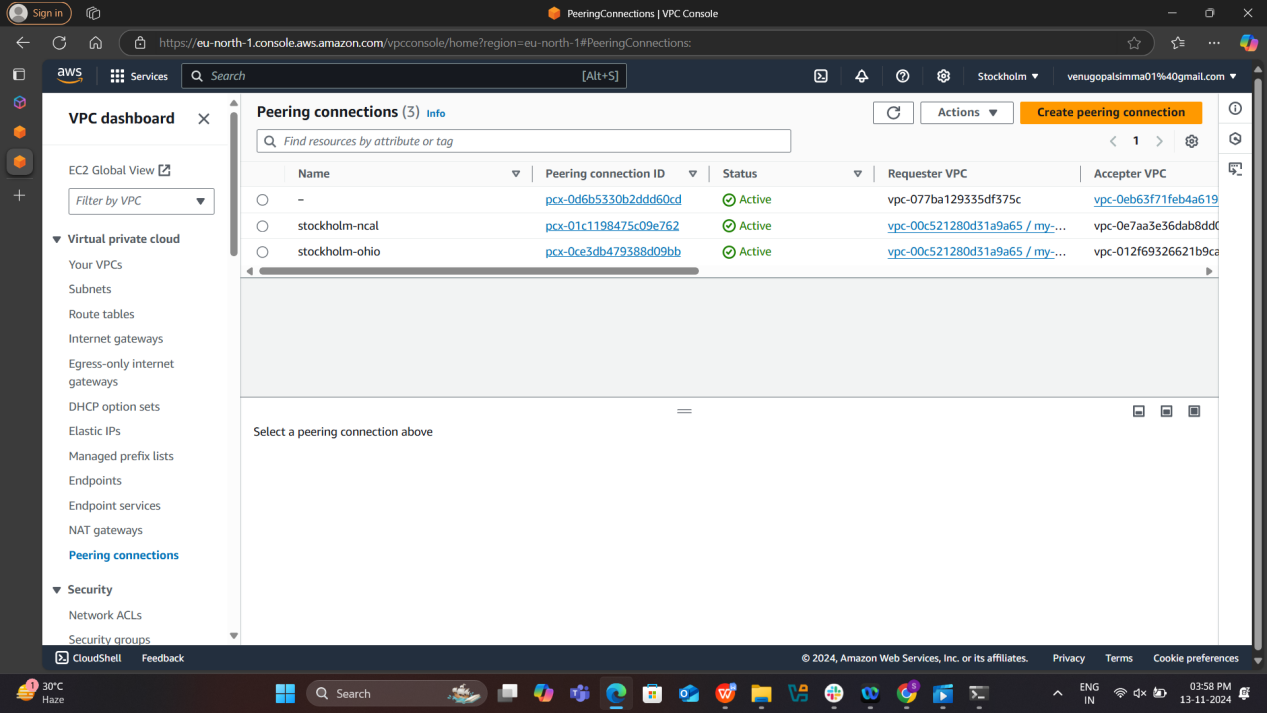 Sign in
PeeringConnections | VPC Console
https://eu-north-1.console.aws.amazon.com/vpcconsole/home?region=eu-north-1#PeeringConnections:
aws
Services
Search
[Alt+S]
Stockholm
venugopalsimma01%40gmail.com
VPC dashboard
EC2 Global View
Filter by VPC
Virtual private cloud
Your VPCs
Subnets
Route tables
Internet gateways
Egress-only internet
gateways
DHCP option sets
Elastic IPs
Managed prefix lists
Endpoints
Endpoint services
NAT gateways
Peering connections
Security
Network ACLs
Security groups
Peering connections (3) Info
Actions
Create peering connection
Find resources by attribute or tag
1
Name Peering connection ID Status Requester VPC Accepter VPC
– pcx-0d6b5330b2ddd60cd Active vpc-077ba129335df375c vpc-0eb63f71feb4a619
stockholm-ncal pcx-01c1198475c09e762 Active vpc-00c521280d31a9a65 / my-... vpc-0e7aa3e36dab8dd0
stockholm-ohio pcx-0ce3db479388d09bb Active vpc-00c521280d31a9a65 / my-... vpc-012f69326621b9ca
Select a peering connection above
CloudShell
Feedback
© 2024, Amazon Web Services, Inc. or its affiliates.
Privacy
Terms
Cookie preferences
1
30°C
Haze
Search
S
ENG
IN
03:58 PM
13-11-2024